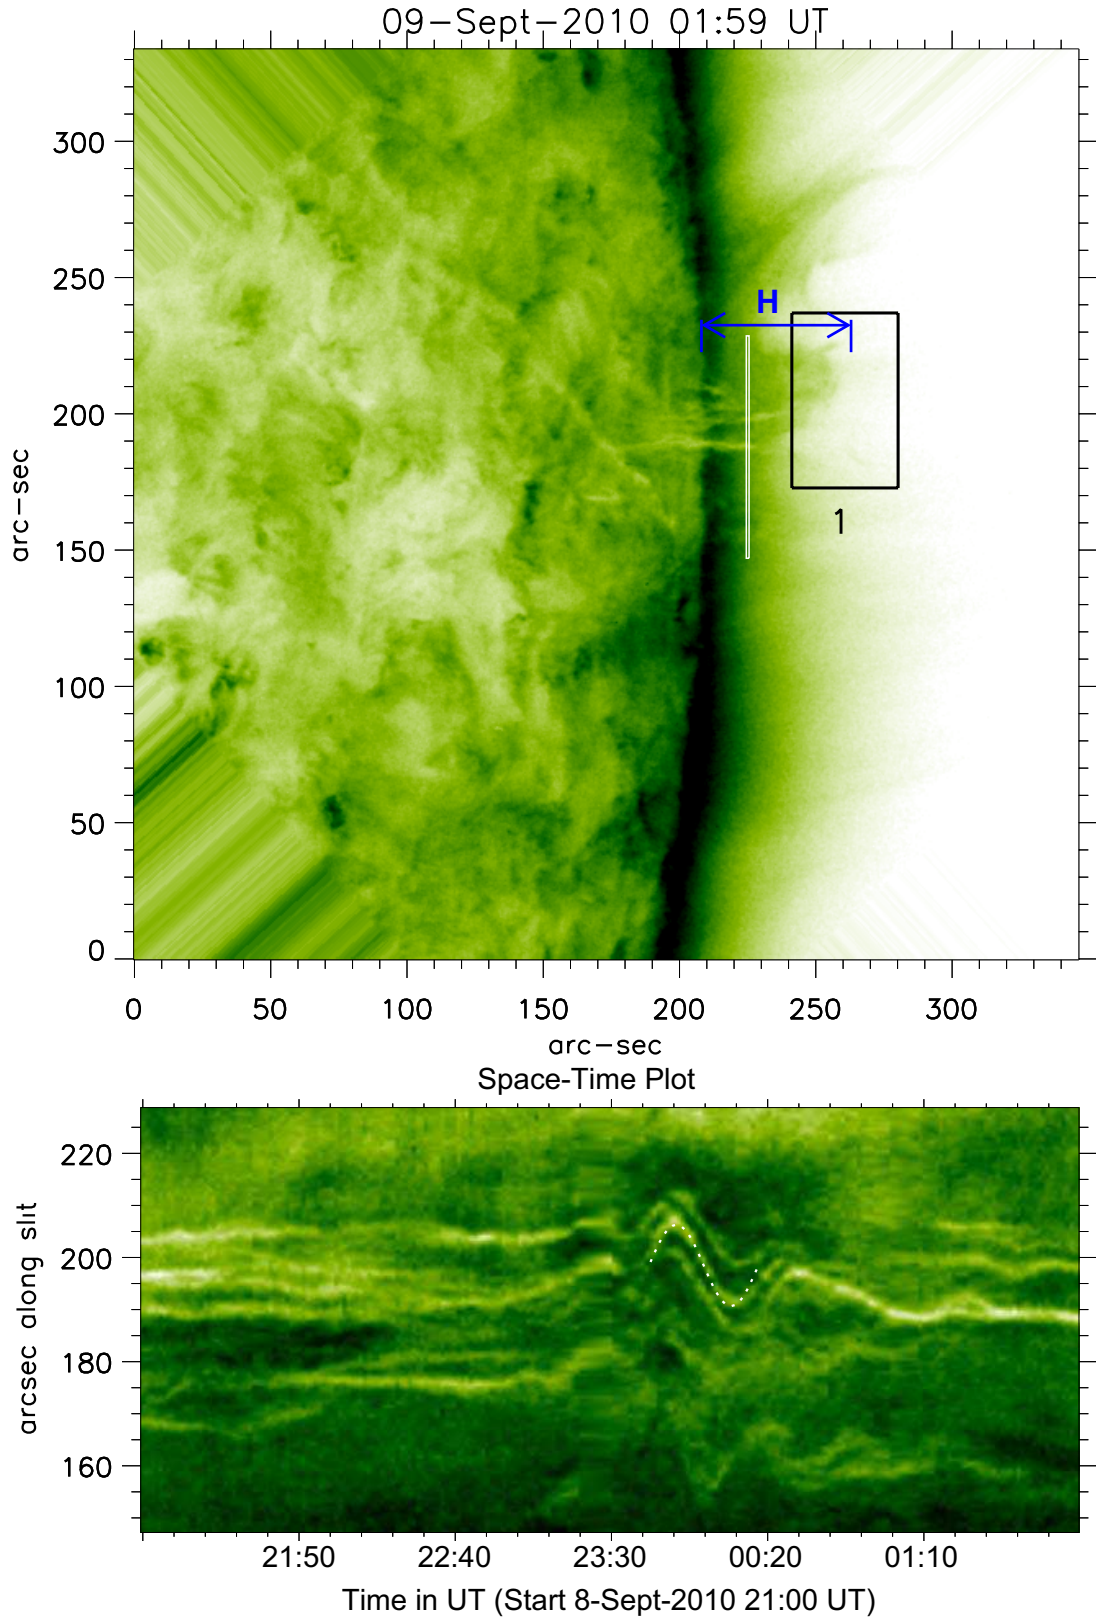 09-Sept-2010 01:59 UT
300
250
200
150
100
50
0
arc-sec
H
1
0 50 100 150 200 250 300
arc-sec
Space-Time Plot
220
200
180
160
arcsec along slit
21:50 22:40 23:30 00:20 01:10
Time in UT (Start 8-Sept-2010 21:00 UT)